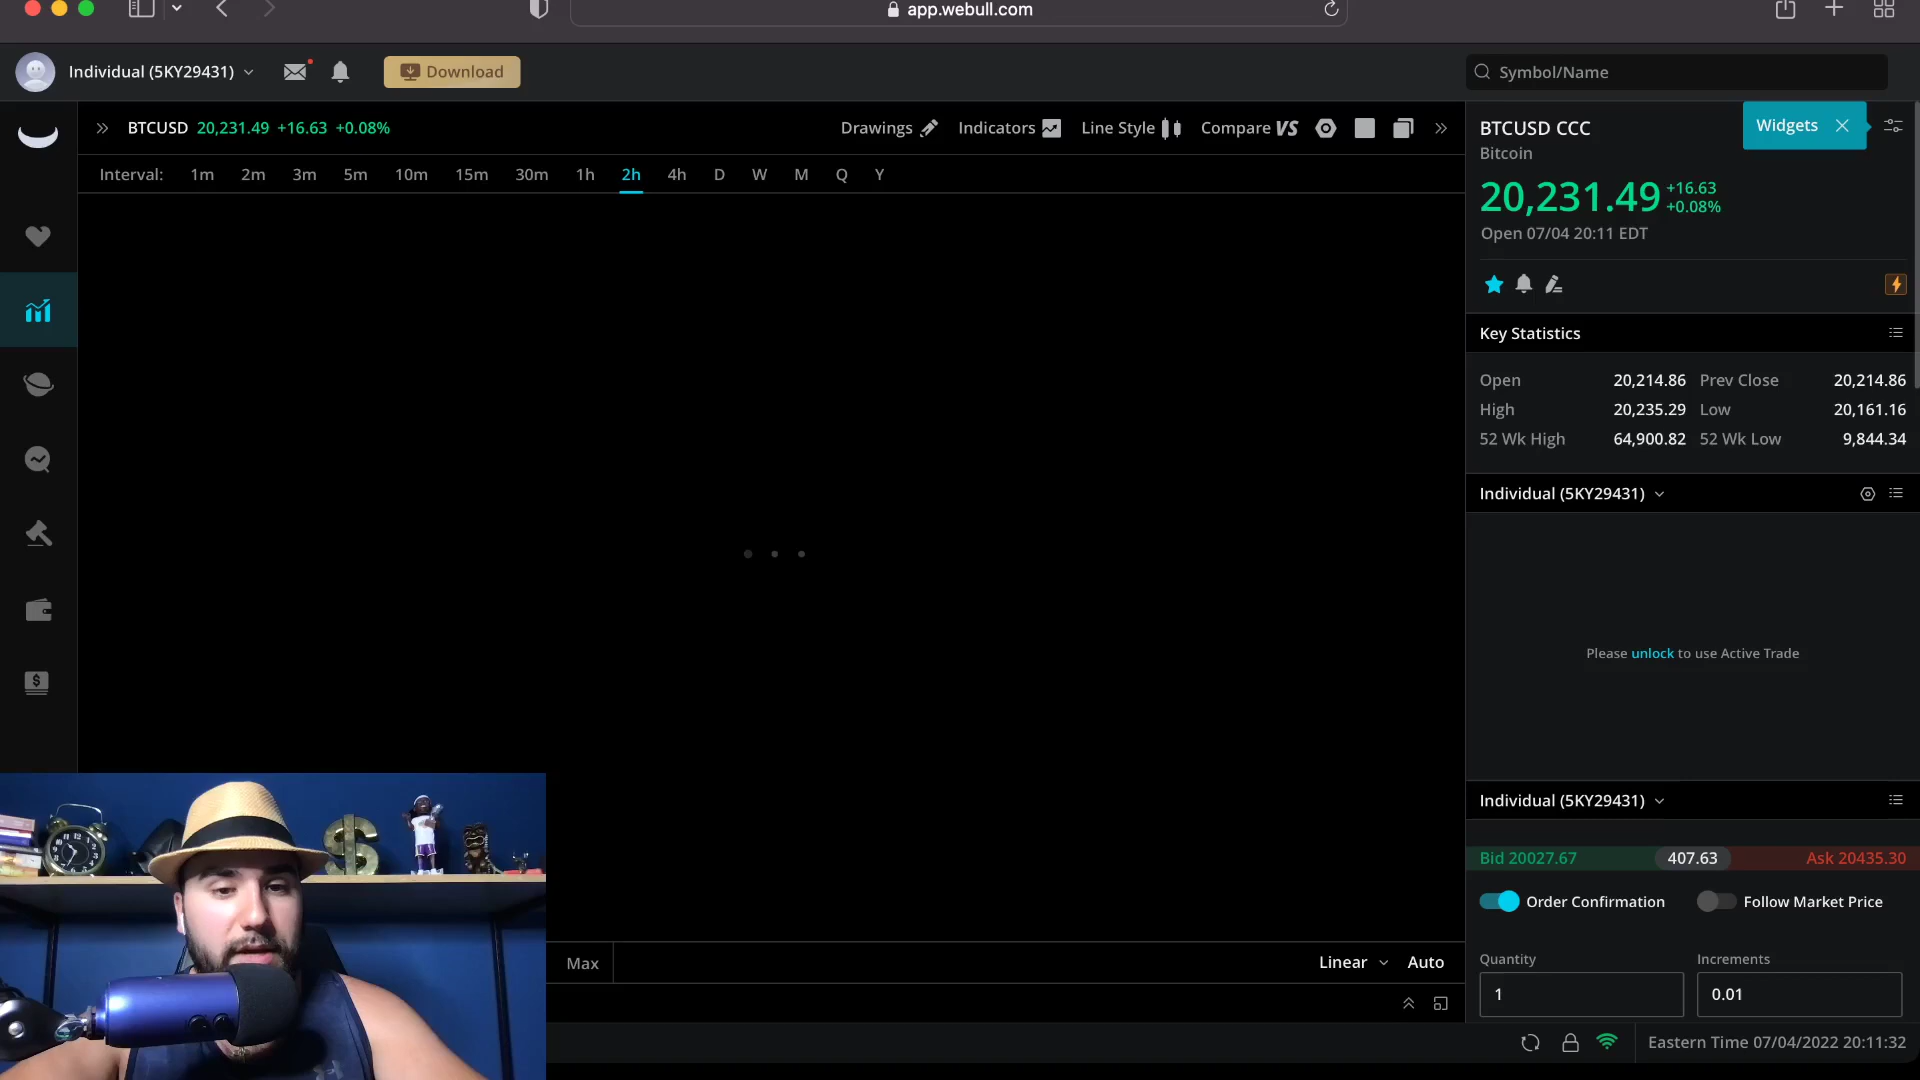 app.webull.com
Individual (5KY29431)
Download
Symbol/Name
BTCUSD 20,231.49 +16.63 +0.08%
Drawings
Indicators
Line Style
Compare VS
Interval: 1m 2m 3m 5m 10m 15m 30m 1h 2h 4h D W M Q Y
BTCUSD CCC
Widgets
Bitcoin
20,231.49 +16.63
+0.08%
Open 07/04 20:11 EDT
Key Statistics
Open 20,214.86 Prev Close 20,214.86
High 20,235.29 Low 20,161.16
52 Wk High 64,900.82 52 Wk Low 9,844.34
Individual (5KY29431)
Please unlock to use Active Trade
Individual (5KY29431)
Bid 20027.67 407.63 Ask 20435.30
Order Confirmation Follow Market Price
Quantity Increments
1 0.01
Max
Linear Auto
Eastern Time 07/04/2022 20:11:32